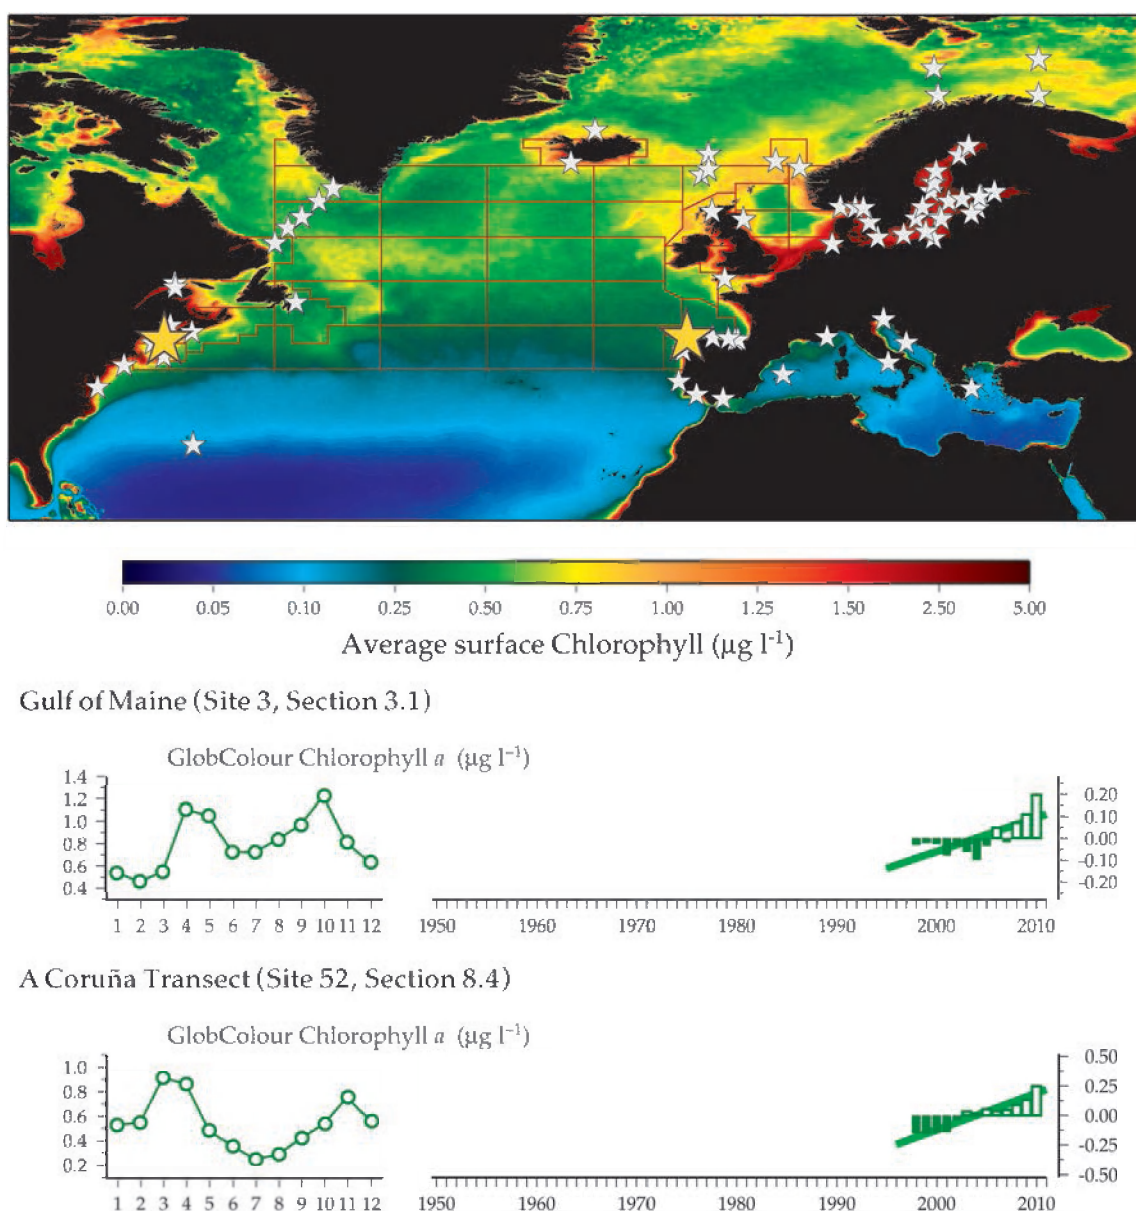 0.00 0.05 0.10 0.25 0.50 0.75 1.00 1.25 1.50 2.50 5.00
Average surface Chlorophyll (µg l⁻¹)
Gulf of Maine (Site 3, Section 3.1)
GlobColour Chlorophyll a (µg l⁻¹)
1.4
1.2
1.0
0.8
0.6
0.4
0.20
0.10
0.00
-0.10
-0.20
1 2 3 4 5 6 7 8 9 10 11 12
1950 1960 1970 1980 1990 2000 2010
A Coruña Transect (Site 52, Section 8.4)
GlobColour Chlorophyll a (µg l⁻¹)
1.0
0.8
0.6
0.4
0.2
0.50
0.25
0.00
-0.25
-0.50
1 2 3 4 5 6 7 8 9 10 11 12
1950 1960 1970 1980 1990 2000 2010